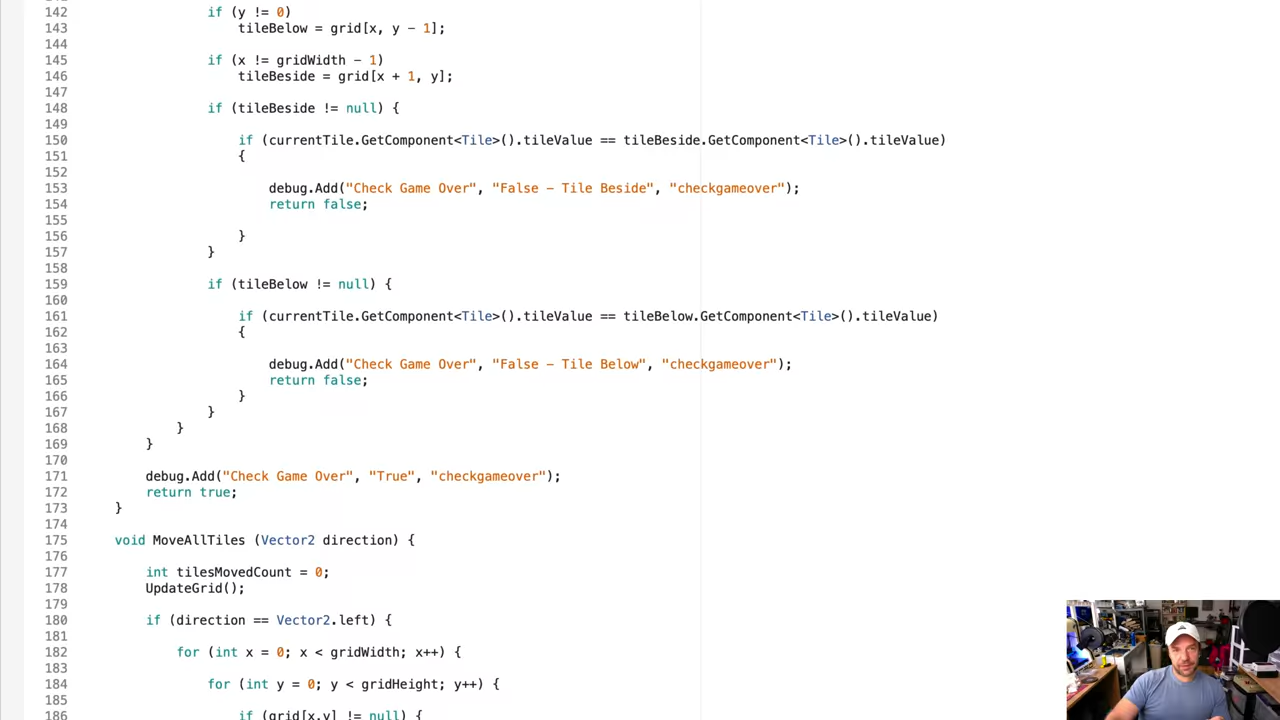 142 if (y != 0)
143 tileBelow = grid[x, y - 1];
144
145 if (x != gridWidth - 1)
146 tileBeside = grid[x + 1, y];
147
148 if (tileBeside != null) {
149
150 if (currentTile.GetComponent<Tile>().tileValue == tileBeside.GetComponent<Tile>().tileValue)
151 {
152
153 debug.Add("Check Game Over", "False – Tile Beside", "checkgameover");
154 return false;
155
156 }
157 }
158
159 if (tileBelow != null) {
160
161 if (currentTile.GetComponent<Tile>().tileValue == tileBelow.GetComponent<Tile>().tileValue)
162 {
163
164 debug.Add("Check Game Over", "False – Tile Below", "checkgameover");
165 return false;
166 }
167 }
168 }
169 }
170
171 debug.Add("Check Game Over", "True", "checkgameover");
172 return true;
173 }
174
175 void MoveAllTiles (Vector2 direction) {
176
177 int tilesMovedCount = 0;
178 UpdateGrid();
179
180 if (direction == Vector2.left) {
181
182 for (int x = 0; x < gridWidth; x++) {
183
184 for (int y = 0; y < gridHeight; y++) {
185
186 if (grid[x,y] != null) {